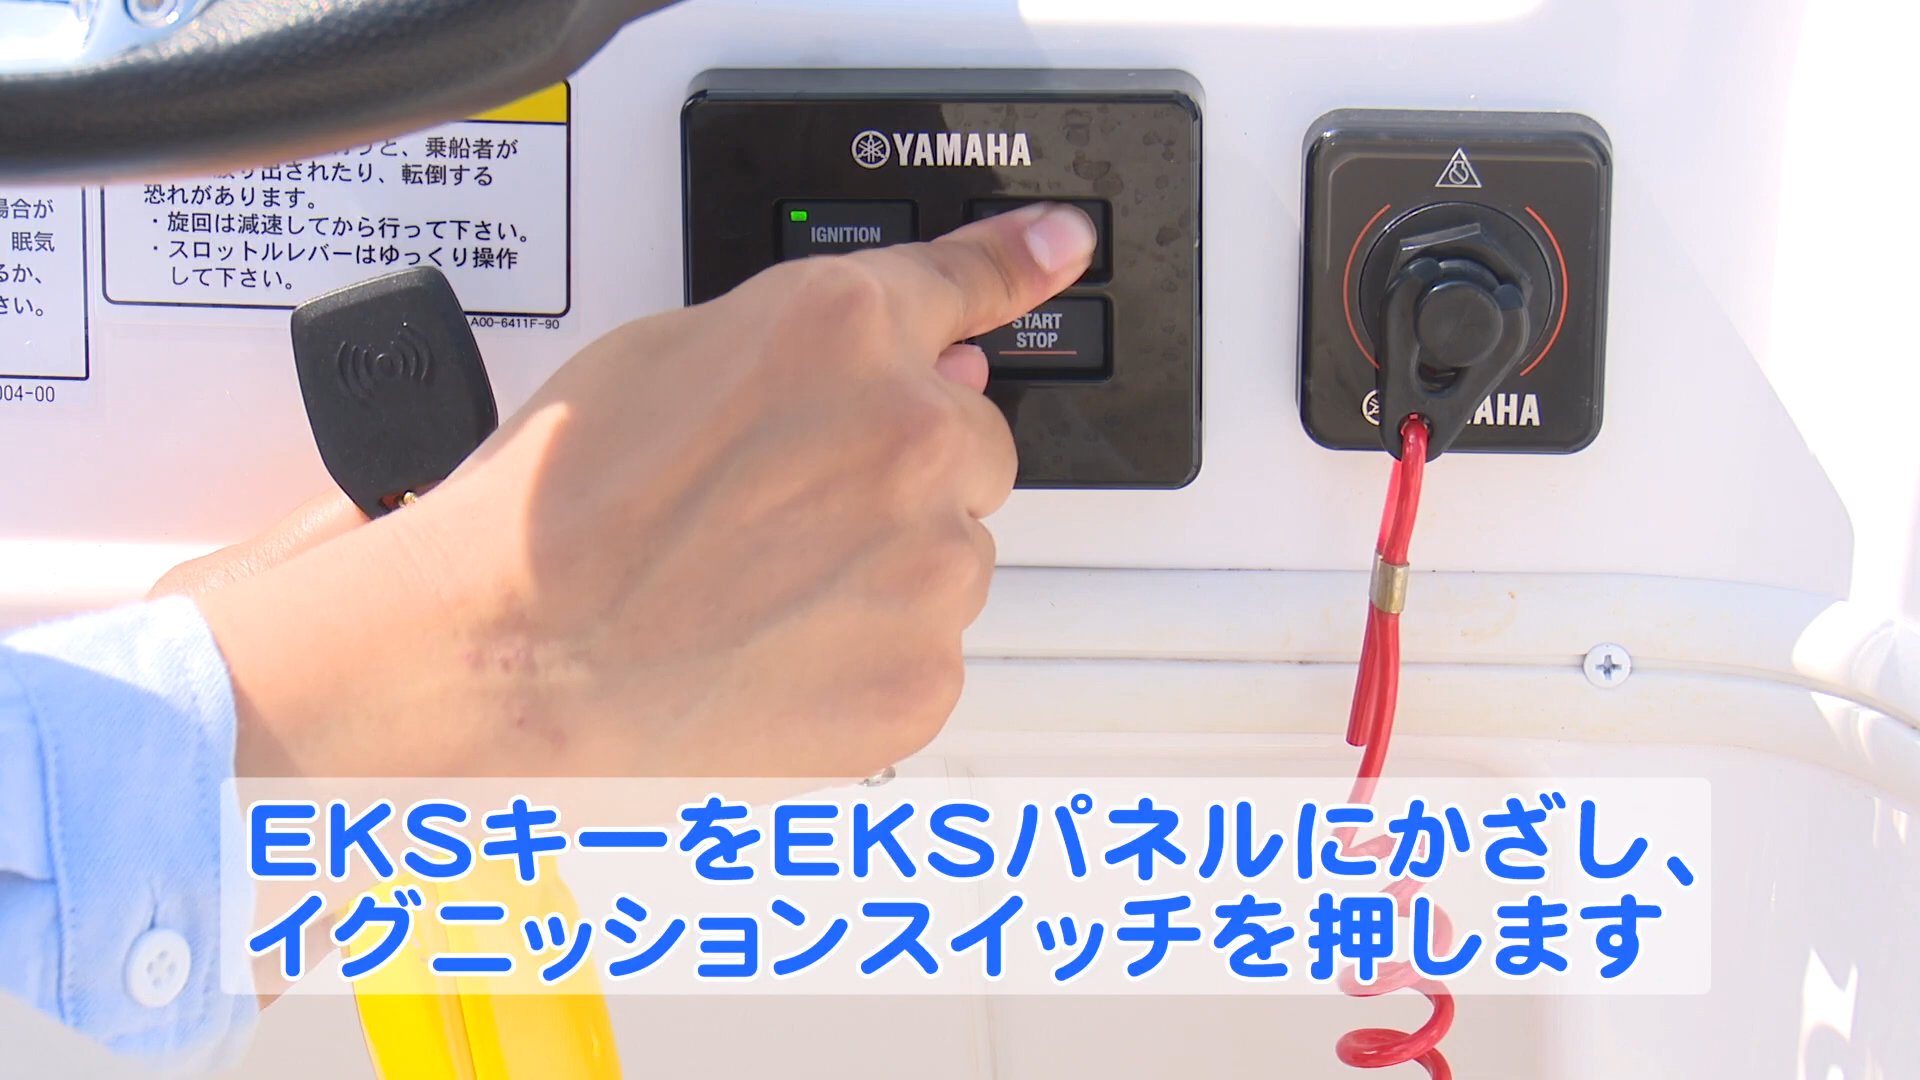 と、乗船者が
り出されたり、転倒する
恐れがあります。
・旋回は減速してから行って下さい。
・スロットルレバーはゆっくり操作
して下さい。
A00-6411F-90
場合が
眠気
るか、
さい。
004-00
YAMAHA
IGNITION
START
STOP
AHA
EKSキーをEKSパネルにかざし、
イグニッションスイッチを押します